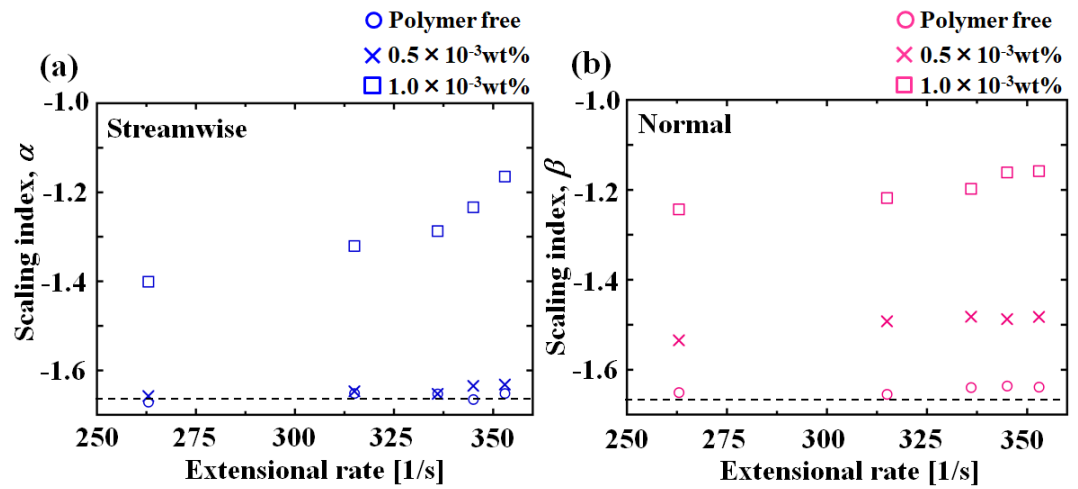 Polymer free
0.5 × 10⁻³wt%
1.0 × 10⁻³wt%
(a)
Streamwise
-1.0
-1.2
-1.4
-1.6
Scaling index, α
250 275 300 325 350
Extensional rate [1/s]
Polymer free
0.5 × 10⁻³wt%
1.0 × 10⁻³wt%
(b)
Normal
-1.0
-1.2
-1.4
-1.6
Scaling index, β
250 275 300 325 350
Extensional rate [1/s]